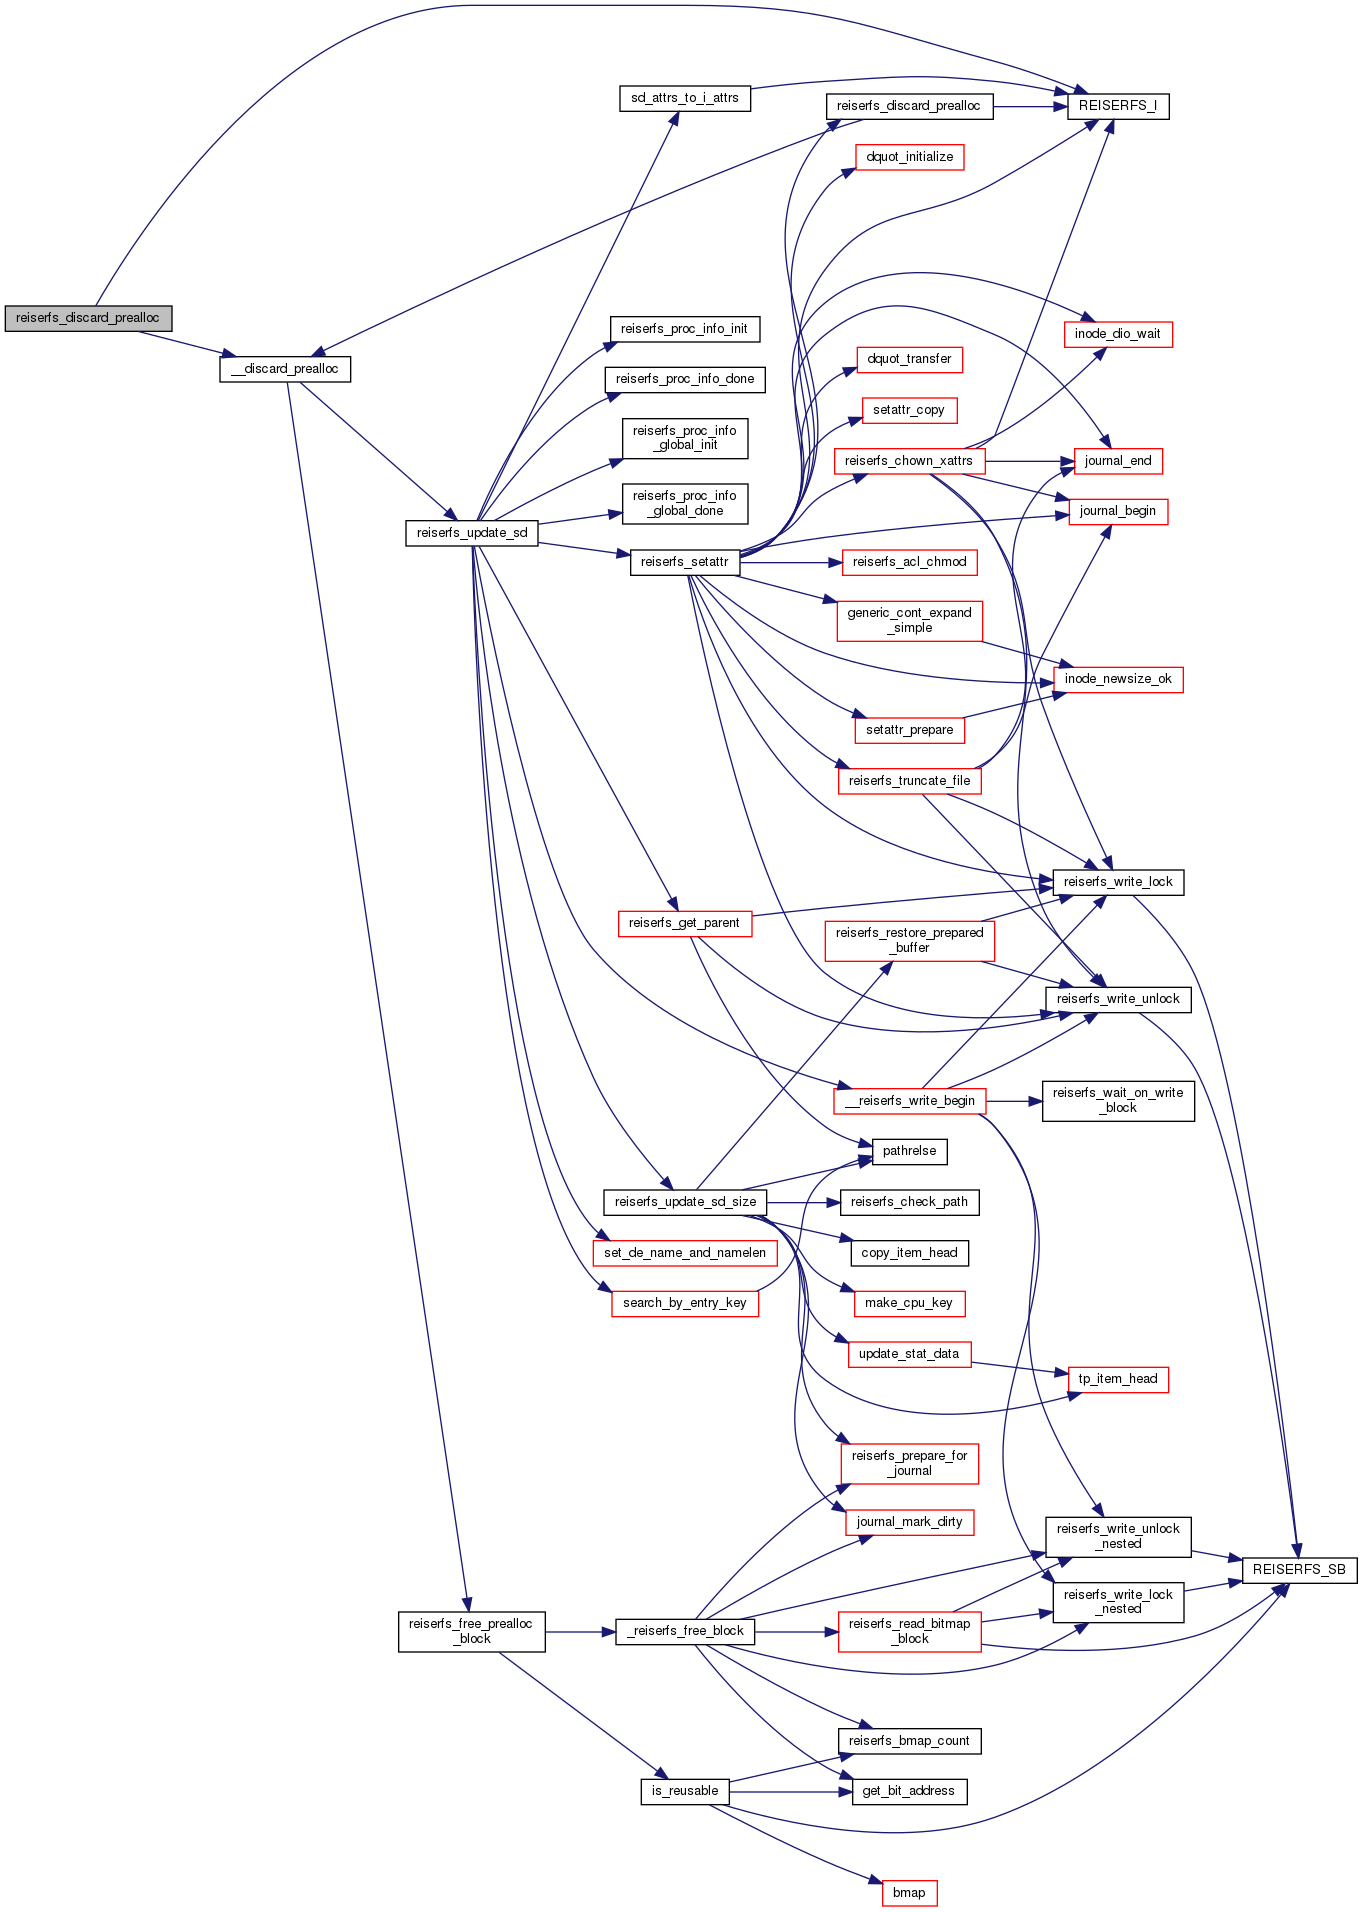 sd_attrs_to_i_attrs
reiserfs_discard_prealloc
REISERFS_I
dquot_initialize
reiserfs_discard_prealloc
reiserfs_proc_info_init
inode_dio_wait
__discard_prealloc
reiserfs_proc_info_done
dquot_transfer
setattr_copy
reiserfs_proc_info
_global_init
reiserfs_chown_xattrs
journal_end
reiserfs_proc_info
_global_done
journal_begin
reiserfs_update_sd
reiserfs_setattr
reiserfs_acl_chmod
generic_cont_expand
_simple
inode_newsize_ok
setattr_prepare
reiserfs_truncate_file
reiserfs_write_lock
reiserfs_get_parent
reiserfs_restore_prepared
_buffer
reiserfs_write_unlock
__reiserfs_write_begin
reiserfs_wait_on_write
_block
pathrelse
reiserfs_update_sd_size
reiserfs_check_path
set_de_name_and_namelen
copy_item_head
search_by_entry_key
make_cpu_key
update_stat_data
tp_item_head
reiserfs_prepare_for
_journal
journal_mark_dirty
reiserfs_write_unlock
_nested
REISERFS_SB
reiserfs_write_lock
_nested
reiserfs_free_prealloc
_block
_reiserfs_free_block
reiserfs_read_bitmap
_block
reiserfs_bmap_count
is_reusable
get_bit_address
bmap